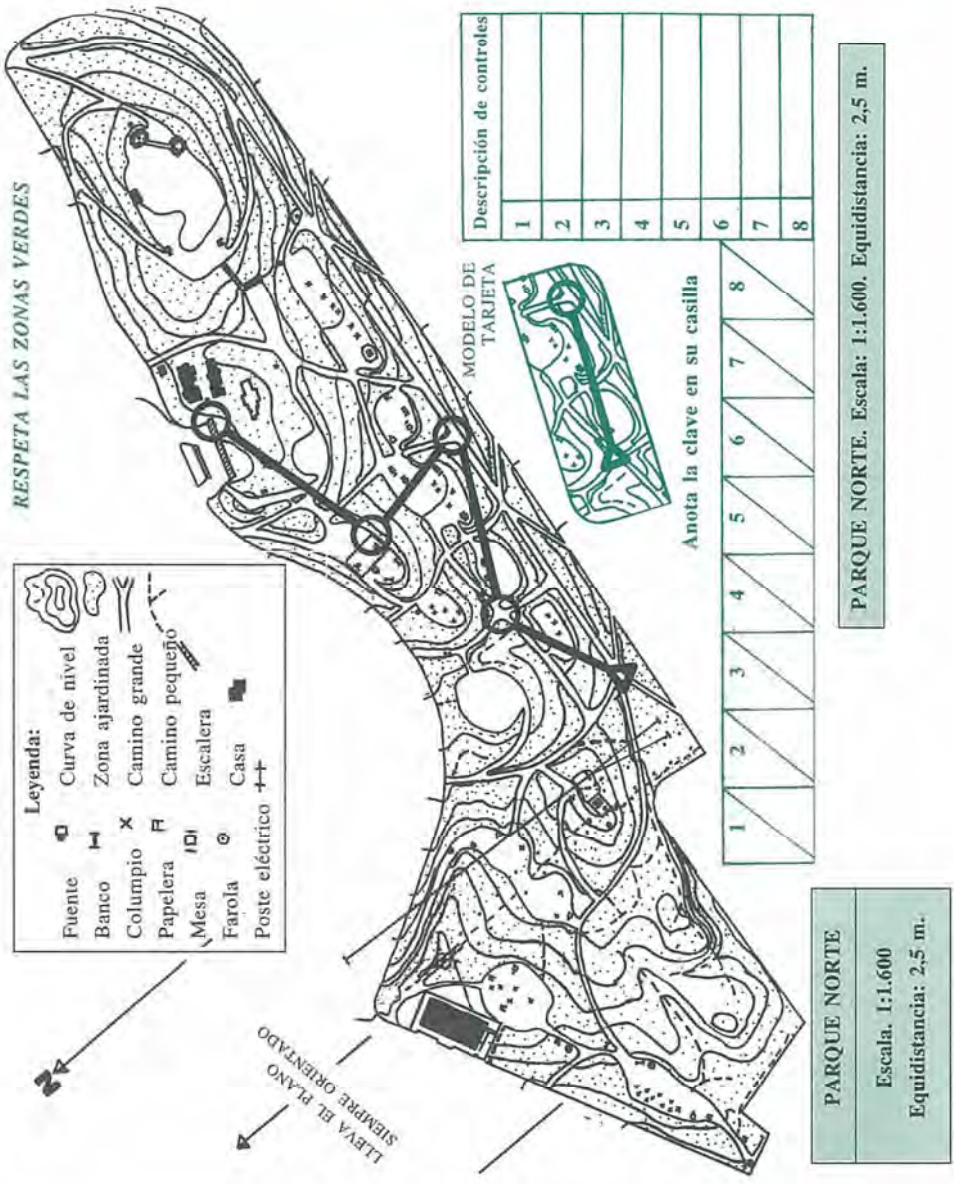 RESPETA LAS ZONAS VERDES
Leyenda:
Fuente
Banco
Columpio
Papelera
Mesa
Farola
Poste eléctrico
Curva de nivel
Zona ajardinada
Camino grande
Camino pequeño
Escalera
Casa
N
LLEVA EL PLANO
SIEMPRE ORIENTADO
MODELO DE
TARJETA
Descripción de controles
1
2
3
4
5
6
7
8
Anota la clave en su casilla
1 2 3 4 5 6 7 8
PARQUE NORTE
Escala. 1:1.600
Equidistancia: 2,5 m.
PARQUE NORTE. Escala: 1:1.600. Equidistancia: 2,5 m.